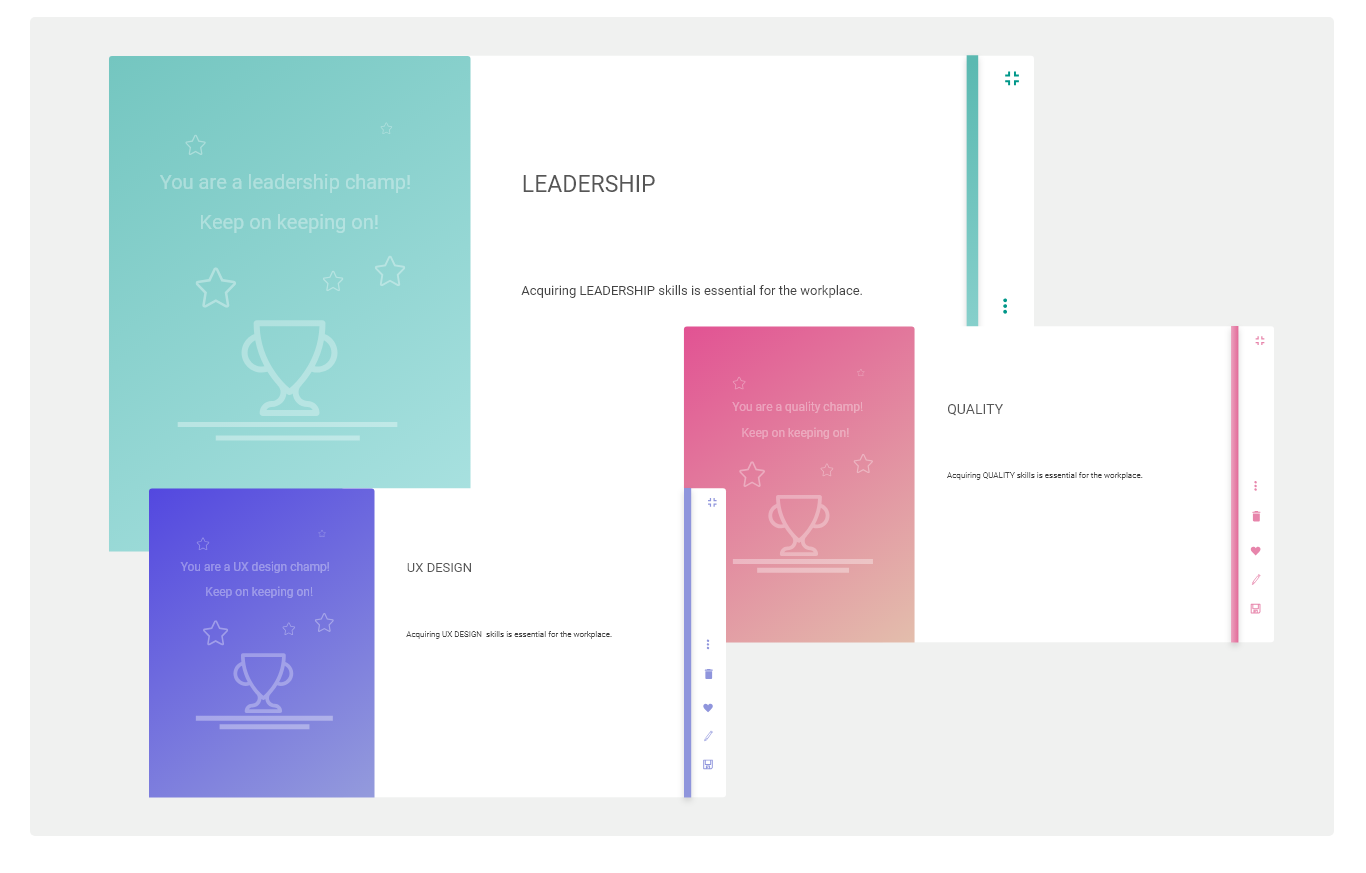 You are a leadership champ!
Keep on keeping on!
LEADERSHIP
Acquiring LEADERSHIP skills is essential for the workplace.
You are a quality champ!
Keep on keeping on!
QUALITY
Acquiring QUALITY skills is essential for the workplace.
You are a UX design champ!
Keep on keeping on!
UX DESIGN
Acquiring UX DESIGN  skills is essential for the workplace.